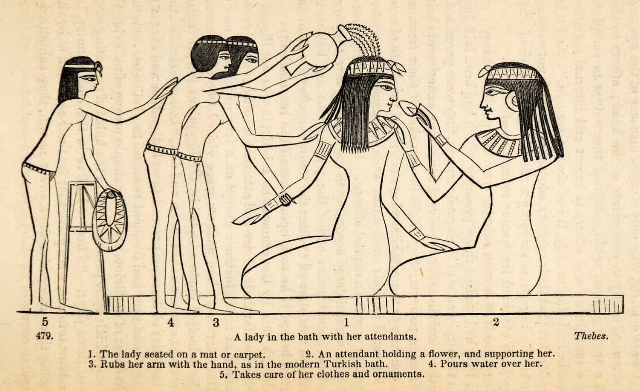 5 4 3 1 2
479. A lady in the bath with her attendants. Thebes.
1. The lady seated on a mat or carpet. 2. An attendant holding a flower, and supporting her.
3. Rubs her arm with the hand, as in the modern Turkish bath. 4. Pours water over her.
5. Takes care of her clothes and ornaments.